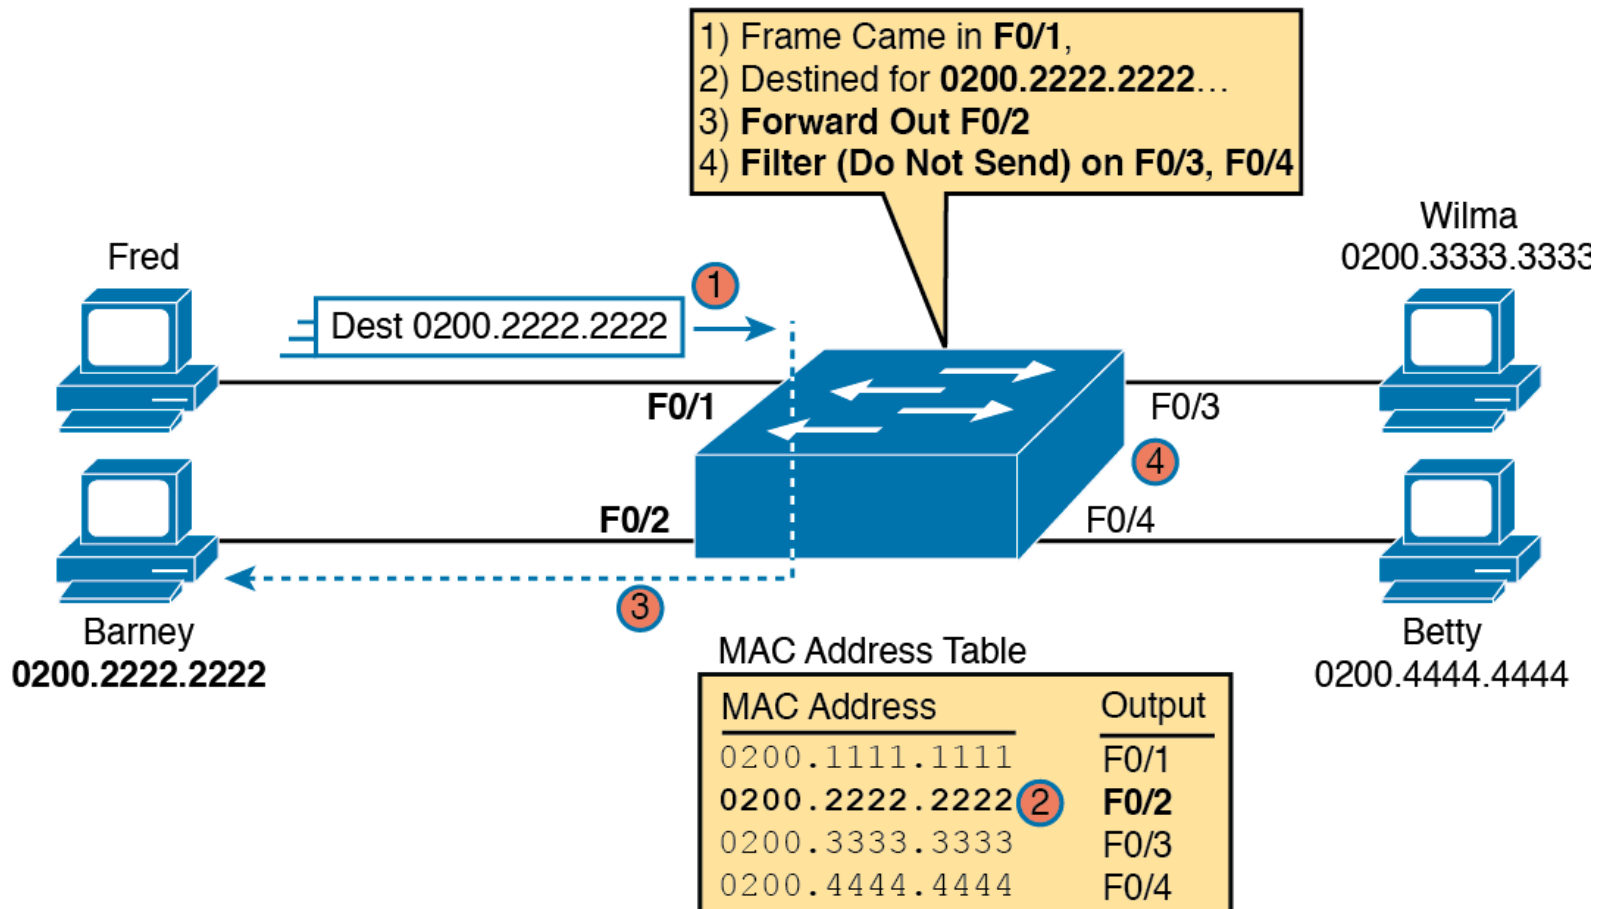 1) Frame Came in F0/1,
2) Destined for 0200.2222.2222…
3) Forward Out F0/2
4) Filter (Do Not Send) on F0/3, F0/4
Fred
Wilma
0200.3333.3333
1
Dest 0200.2222.2222
F0/1
F0/3
4
F0/2
F0/4
3
Barney
0200.2222.2222
Betty
0200.4444.4444
MAC Address Table
MAC Address Output
0200.1111.1111 F0/1
0200.2222.2222 2 F0/2
0200.3333.3333 F0/3
0200.4444.4444 F0/4